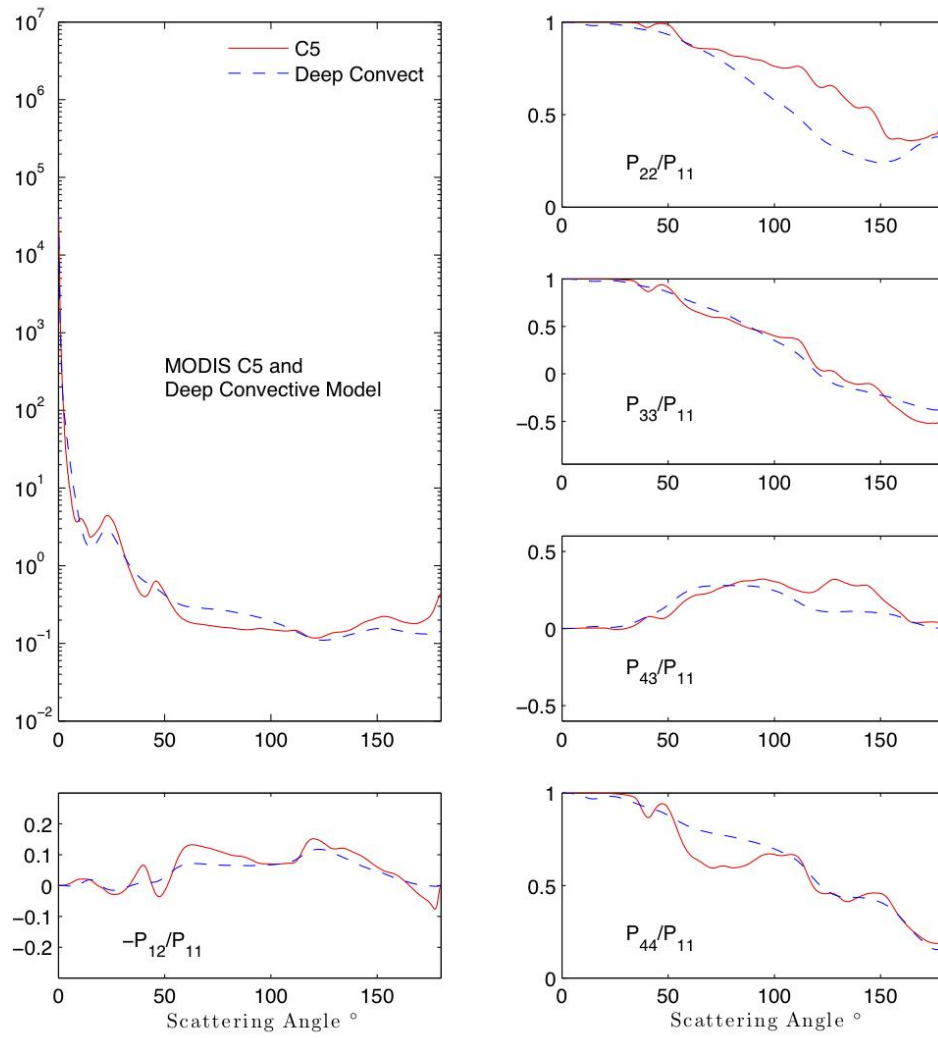 10^7
10^6
10^5
10^4
10^3
10^2
10^1
10^0
10^-1
10^-2
0 50 100 150
C5
Deep Convect
MODIS C5 and
Deep Convective Model
0.2
0.1
0
−0.1
−0.2
−P12/P11
0 50 100 150
Scattering Angle °
1
0.5
0
P22/P11
0 50 100 150
1
0.5
0
−0.5
P33/P11
0 50 100 150
0.5
0
−0.5
P43/P11
0 50 100 150
1
0.5
0
P44/P11
0 50 100 150
Scattering Angle °